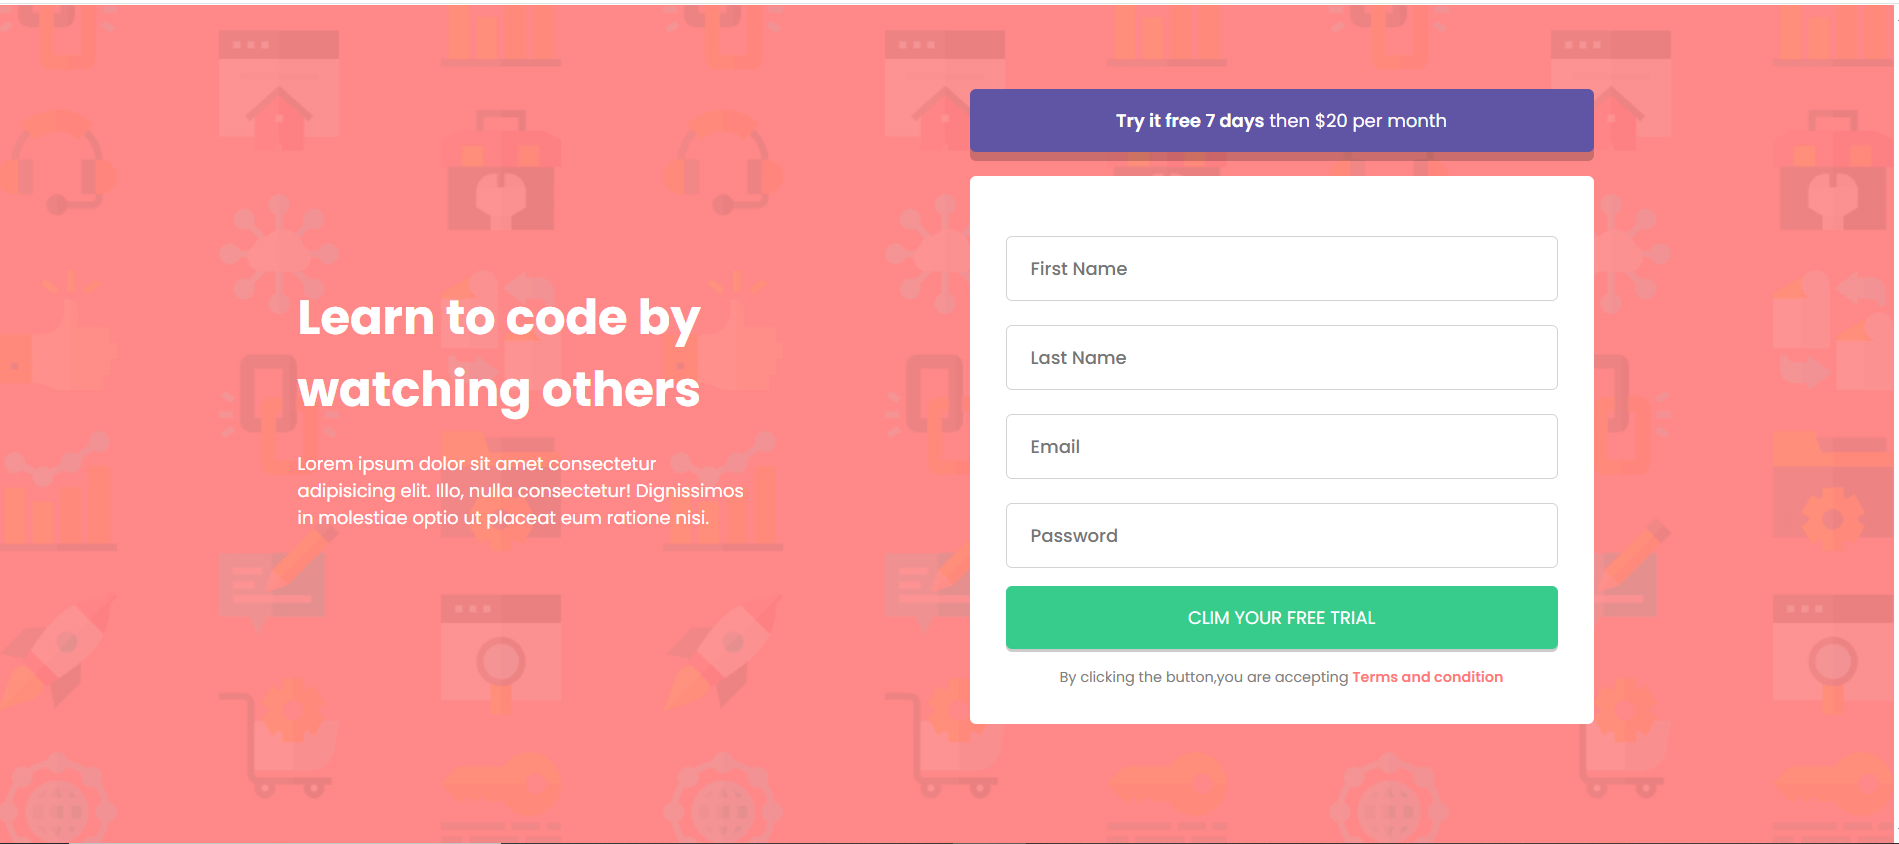 Learn to code by
watching others
Lorem ipsum dolor sit amet consectetur
adipisicing elit. Illo, nulla consectetur! Dignissimos
in molestiae optio ut placeat eum ratione nisi.
Try it free 7 days then $20 per month
First Name
Last Name
Email
Password
CLIM YOUR FREE TRIAL
By clicking the button,you are accepting Terms and condition